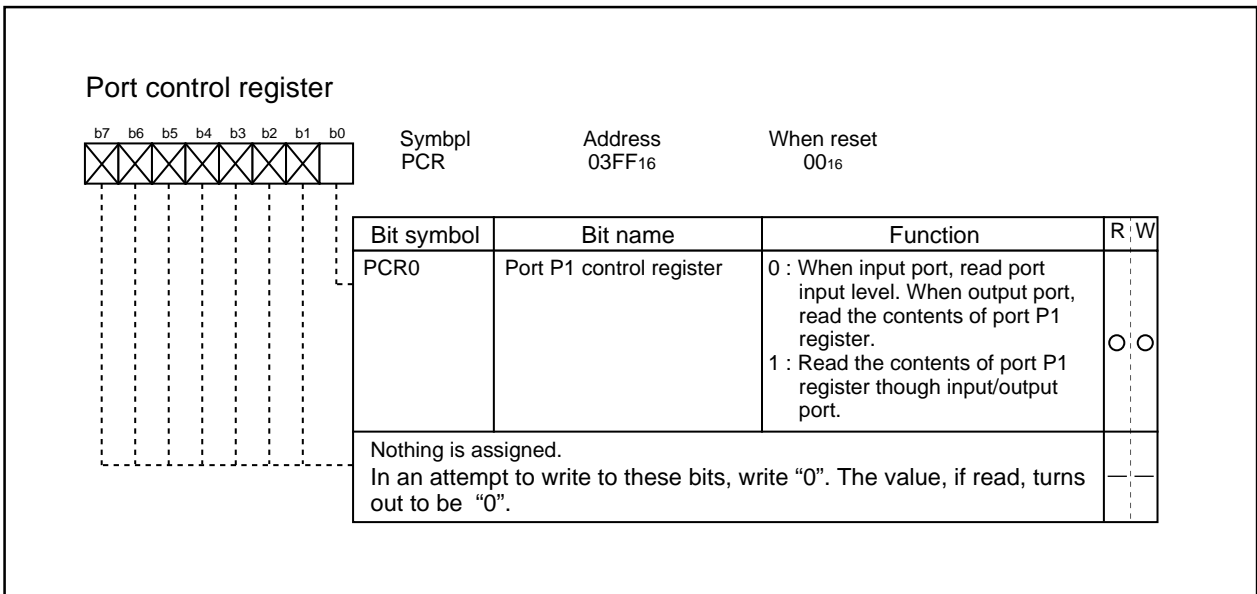 Port control register
b7 b6 b5 b4 b3 b2 b1 b0
Symbpl Address When reset
PCR 03FF16 0016
Bit symbol Bit name Function R W
PCR0 Port P1 control register 0 : When input port, read port
input level. When output port,
read the contents of port P1
register.
1 : Read the contents of port P1
register though input/output
port.
Nothing is assigned.
In an attempt to write to these bits, write “0”. The value, if read, turns
out to be “0”.